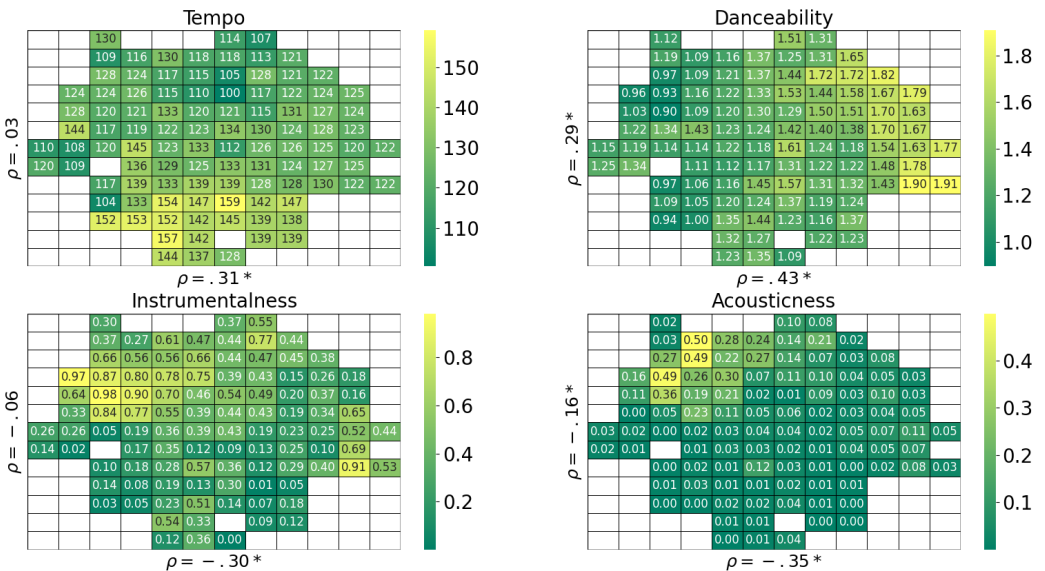 Tempo
130 114 107
109 116 130 118 118 113 121
128 124 117 115 105 128 121 122
124 124 126 115 110 100 117 122 124 125
128 120 121 133 120 121 115 131 127 124
144 117 119 122 123 134 130 124 128 123
110 108 120 145 123 133 112 126 125 125 120 122
120 109 136 129 125 133 131 124 127 125
117 139 133 139 139 128 128 130 122 122
104 133 154 147 159 142 147
152 153 152 142 145 139 138
157 142 139 139
144 137 128
ρ=.03
ρ=.31*
150
140
130
120
110
Danceability
1.12 1.51 1.31
1.19 1.09 1.16 1.37 1.25 1.31 1.65
0.97 1.09 1.21 1.37 1.44 1.72 1.72 1.82
0.96 0.93 1.16 1.28 1.33 1.53 1.44 1.58 1.67 1.79
1.03 0.90 1.09 1.20 1.30 1.29 1.50 1.51 1.70 1.63
1.22 1.34 1.43 1.23 1.24 1.42 1.40 1.38 1.70 1.67
1.15 1.19 1.14 1.14 1.22 1.28 1.61 1.24 1.18 1.54 1.63 1.77
1.25 1.34 1.11 1.12 1.17 1.31 1.22 1.22 1.48 1.78
0.97 1.06 1.16 1.45 1.57 1.31 1.32 1.43 1.90 1.91
1.09 1.05 1.20 1.24 1.37 1.19 1.24
0.94 1.00 1.35 1.44 1.23 1.16 1.37
1.32 1.27 1.22 1.23
1.23 1.35 1.09
ρ=.29*
ρ=.43*
1.8
1.6
1.4
1.2
1.0
Instrumentalness
0.30 0.37 0.55
0.37 0.27 0.61 0.47 0.44 0.77 0.44
0.66 0.56 0.56 0.66 0.44 0.47 0.45 0.38
0.97 0.87 0.80 0.78 0.75 0.39 0.43 0.15 0.26 0.18
0.64 0.98 0.90 0.70 0.46 0.54 0.49 0.20 0.37 0.16
0.33 0.84 0.77 0.55 0.39 0.44 0.43 0.19 0.34 0.65
0.26 0.26 0.05 0.19 0.36 0.39 0.43 0.19 0.23 0.25 0.52 0.44
0.14 0.02 0.17 0.35 0.12 0.09 0.13 0.25 0.10 0.69
0.10 0.18 0.28 0.57 0.36 0.12 0.29 0.40 0.91 0.53
0.14 0.08 0.19 0.13 0.30 0.01 0.05
0.03 0.05 0.23 0.51 0.14 0.07 0.18
0.54 0.33 0.09 0.12
0.12 0.36 0.00
ρ=−.06
ρ=−.30*
0.8
0.6
0.4
0.2
Acousticness
0.02 0.10 0.08
0.03 0.50 0.28 0.24 0.14 0.21 0.02
0.27 0.49 0.22 0.27 0.14 0.07 0.03 0.08
0.16 0.49 0.26 0.30 0.07 0.11 0.10 0.04 0.05 0.03
0.11 0.36 0.21 0.19 0.02 0.01 0.09 0.03 0.10 0.03
0.00 0.05 0.23 0.11 0.05 0.06 0.02 0.03 0.04 0.05
0.03 0.02 0.00 0.04 0.03 0.01 0.04 0.02 0.05 0.07 0.11 0.05
0.02 0.01 0.01 0.01 0.00 0.01 0.01 0.02 0.03 0.03
0.00 0.02 0.01 0.12 0.03 0.01 0.00 0.02 0.08 0.03
0.01 0.03 0.01 0.01 0.01 0.00 0.01
0.00 0.00 0.02 0.02 0.04 0.00 0.01
0.01 0.01 0.00 0.00
0.00 0.01 0.04
ρ=−.16*
ρ=−.35*
0.4
0.3
0.2
0.1